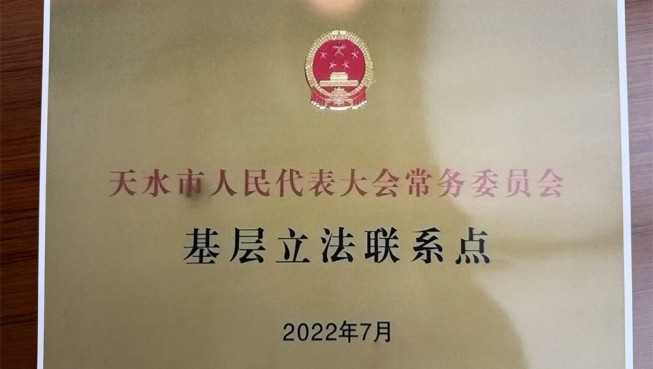 天水市人民代表大会常务委员会
基层立法联系点
2022年7月